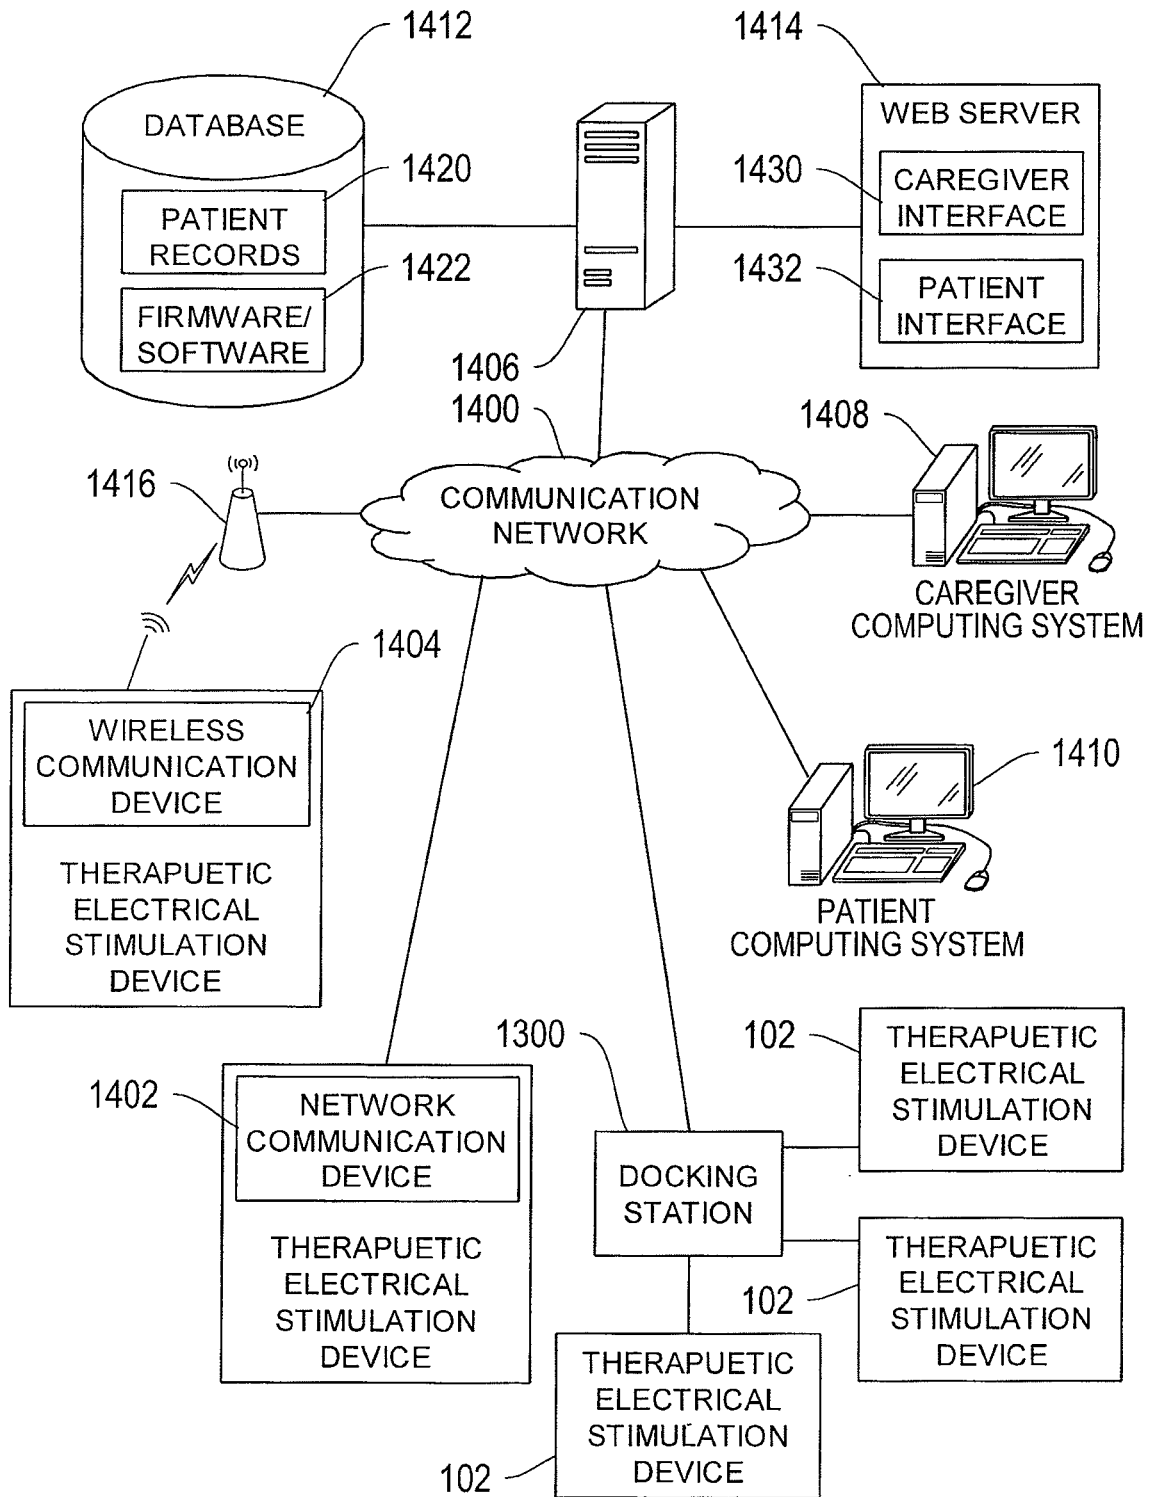 1412
DATABASE
1420
PATIENT
RECORDS
1422
FIRMWARE/
SOFTWARE
1406
1414
WEB SERVER
1430
CAREGIVER
INTERFACE
1432
PATIENT
INTERFACE
1400
COMMUNICATION
NETWORK
1408
CAREGIVER
COMPUTING SYSTEM
1416
1404
WIRELESS
COMMUNICATION
DEVICE
THERAPUETIC
ELECTRICAL
STIMULATION
DEVICE
1410
PATIENT
COMPUTING SYSTEM
1402
NETWORK
COMMUNICATION
DEVICE
THERAPUETIC
ELECTRICAL
STIMULATION
DEVICE
1300
DOCKING
STATION
102
THERAPUETIC
ELECTRICAL
STIMULATION
DEVICE
102
THERAPUETIC
ELECTRICAL
STIMULATION
DEVICE
102
THERAPUETIC
ELECTRICAL
STIMULATION
DEVICE